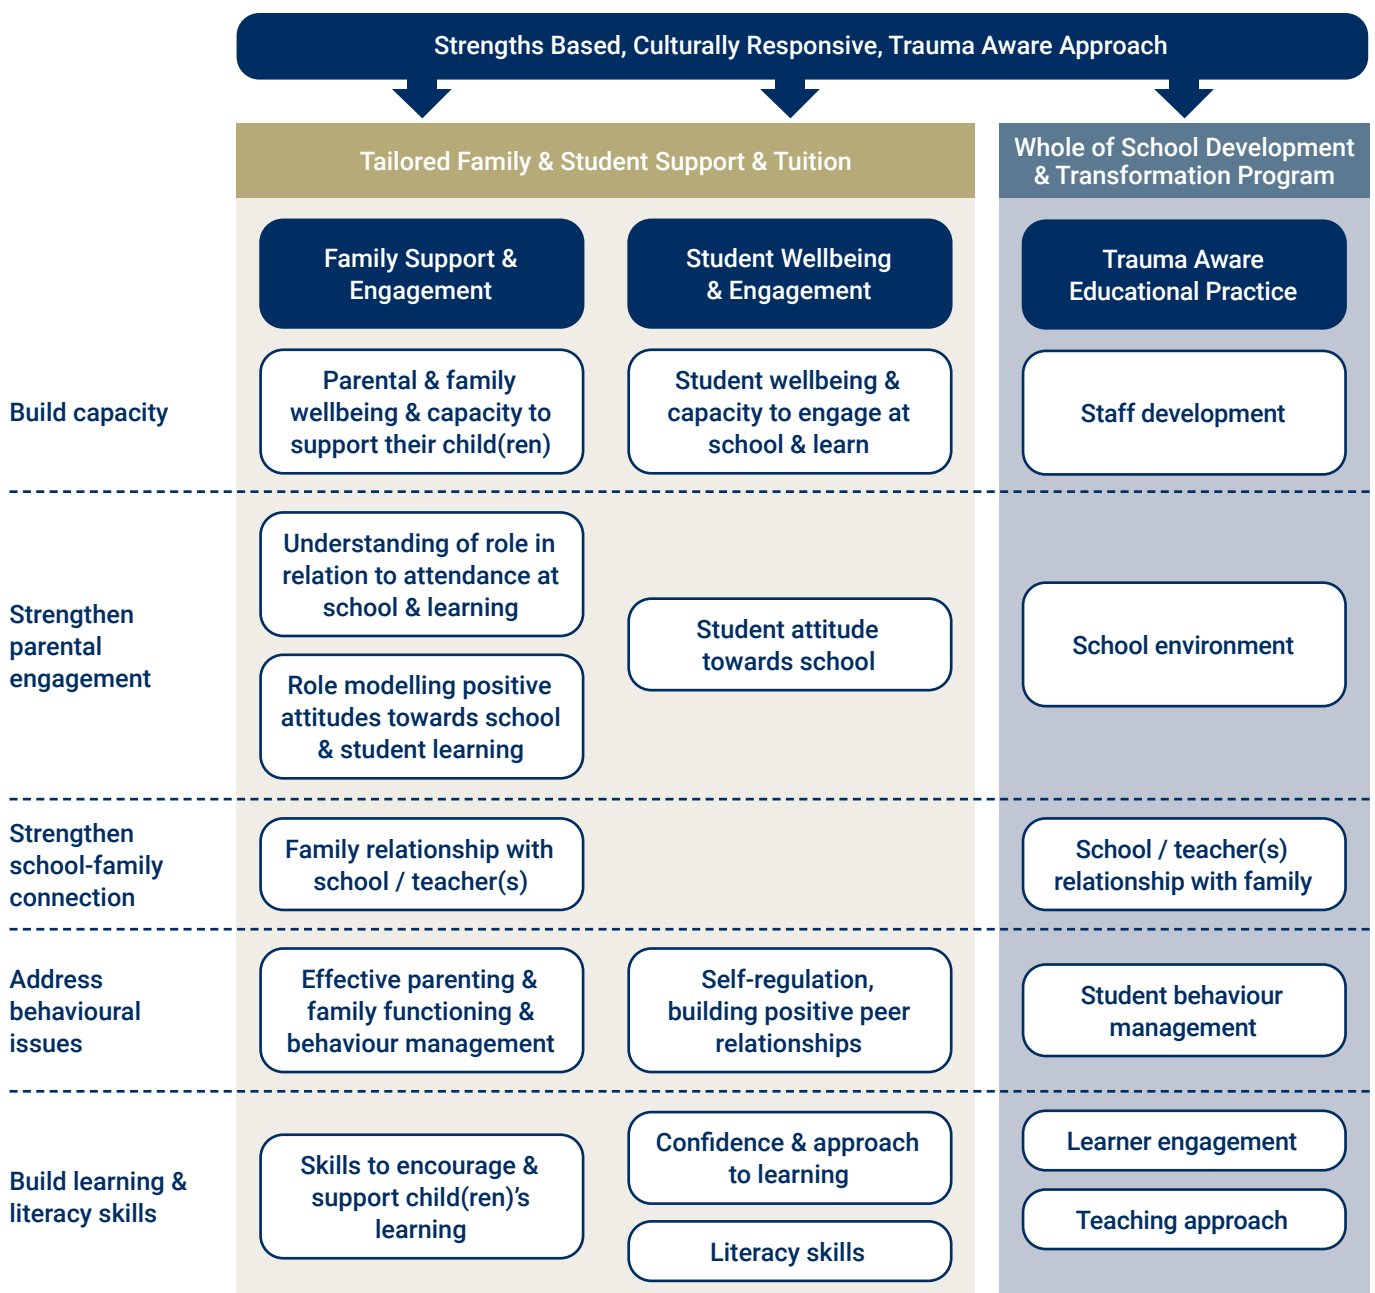 Strengths Based, Culturally Responsive, Trauma Aware Approach
Tailored Family & Student Support & Tuition
Whole of School Development
& Transformation Program
Family Support &
Engagement
Student Wellbeing
& Engagement
Trauma Aware
Educational Practice
Build capacity
Parental & family
wellbeing & capacity to
support their child(ren)
Student wellbeing &
capacity to engage at
school & learn
Staff development
Strengthen
parental
engagement
Understanding of role in
relation to attendance at
school & learning
Role modelling positive
attitudes towards school
& student learning
Student attitude
towards school
School environment
Strengthen
school-family
connection
Family relationship with
school / teacher(s)
School / teacher(s)
relationship with family
Address
behavioural
issues
Effective parenting &
family functioning &
behaviour management
Self-regulation,
building positive peer
relationships
Student behaviour
management
Build learning &
literacy skills
Skills to encourage &
support child(ren)'s
learning
Confidence & approach
to learning
Literacy skills
Learner engagement
Teaching approach